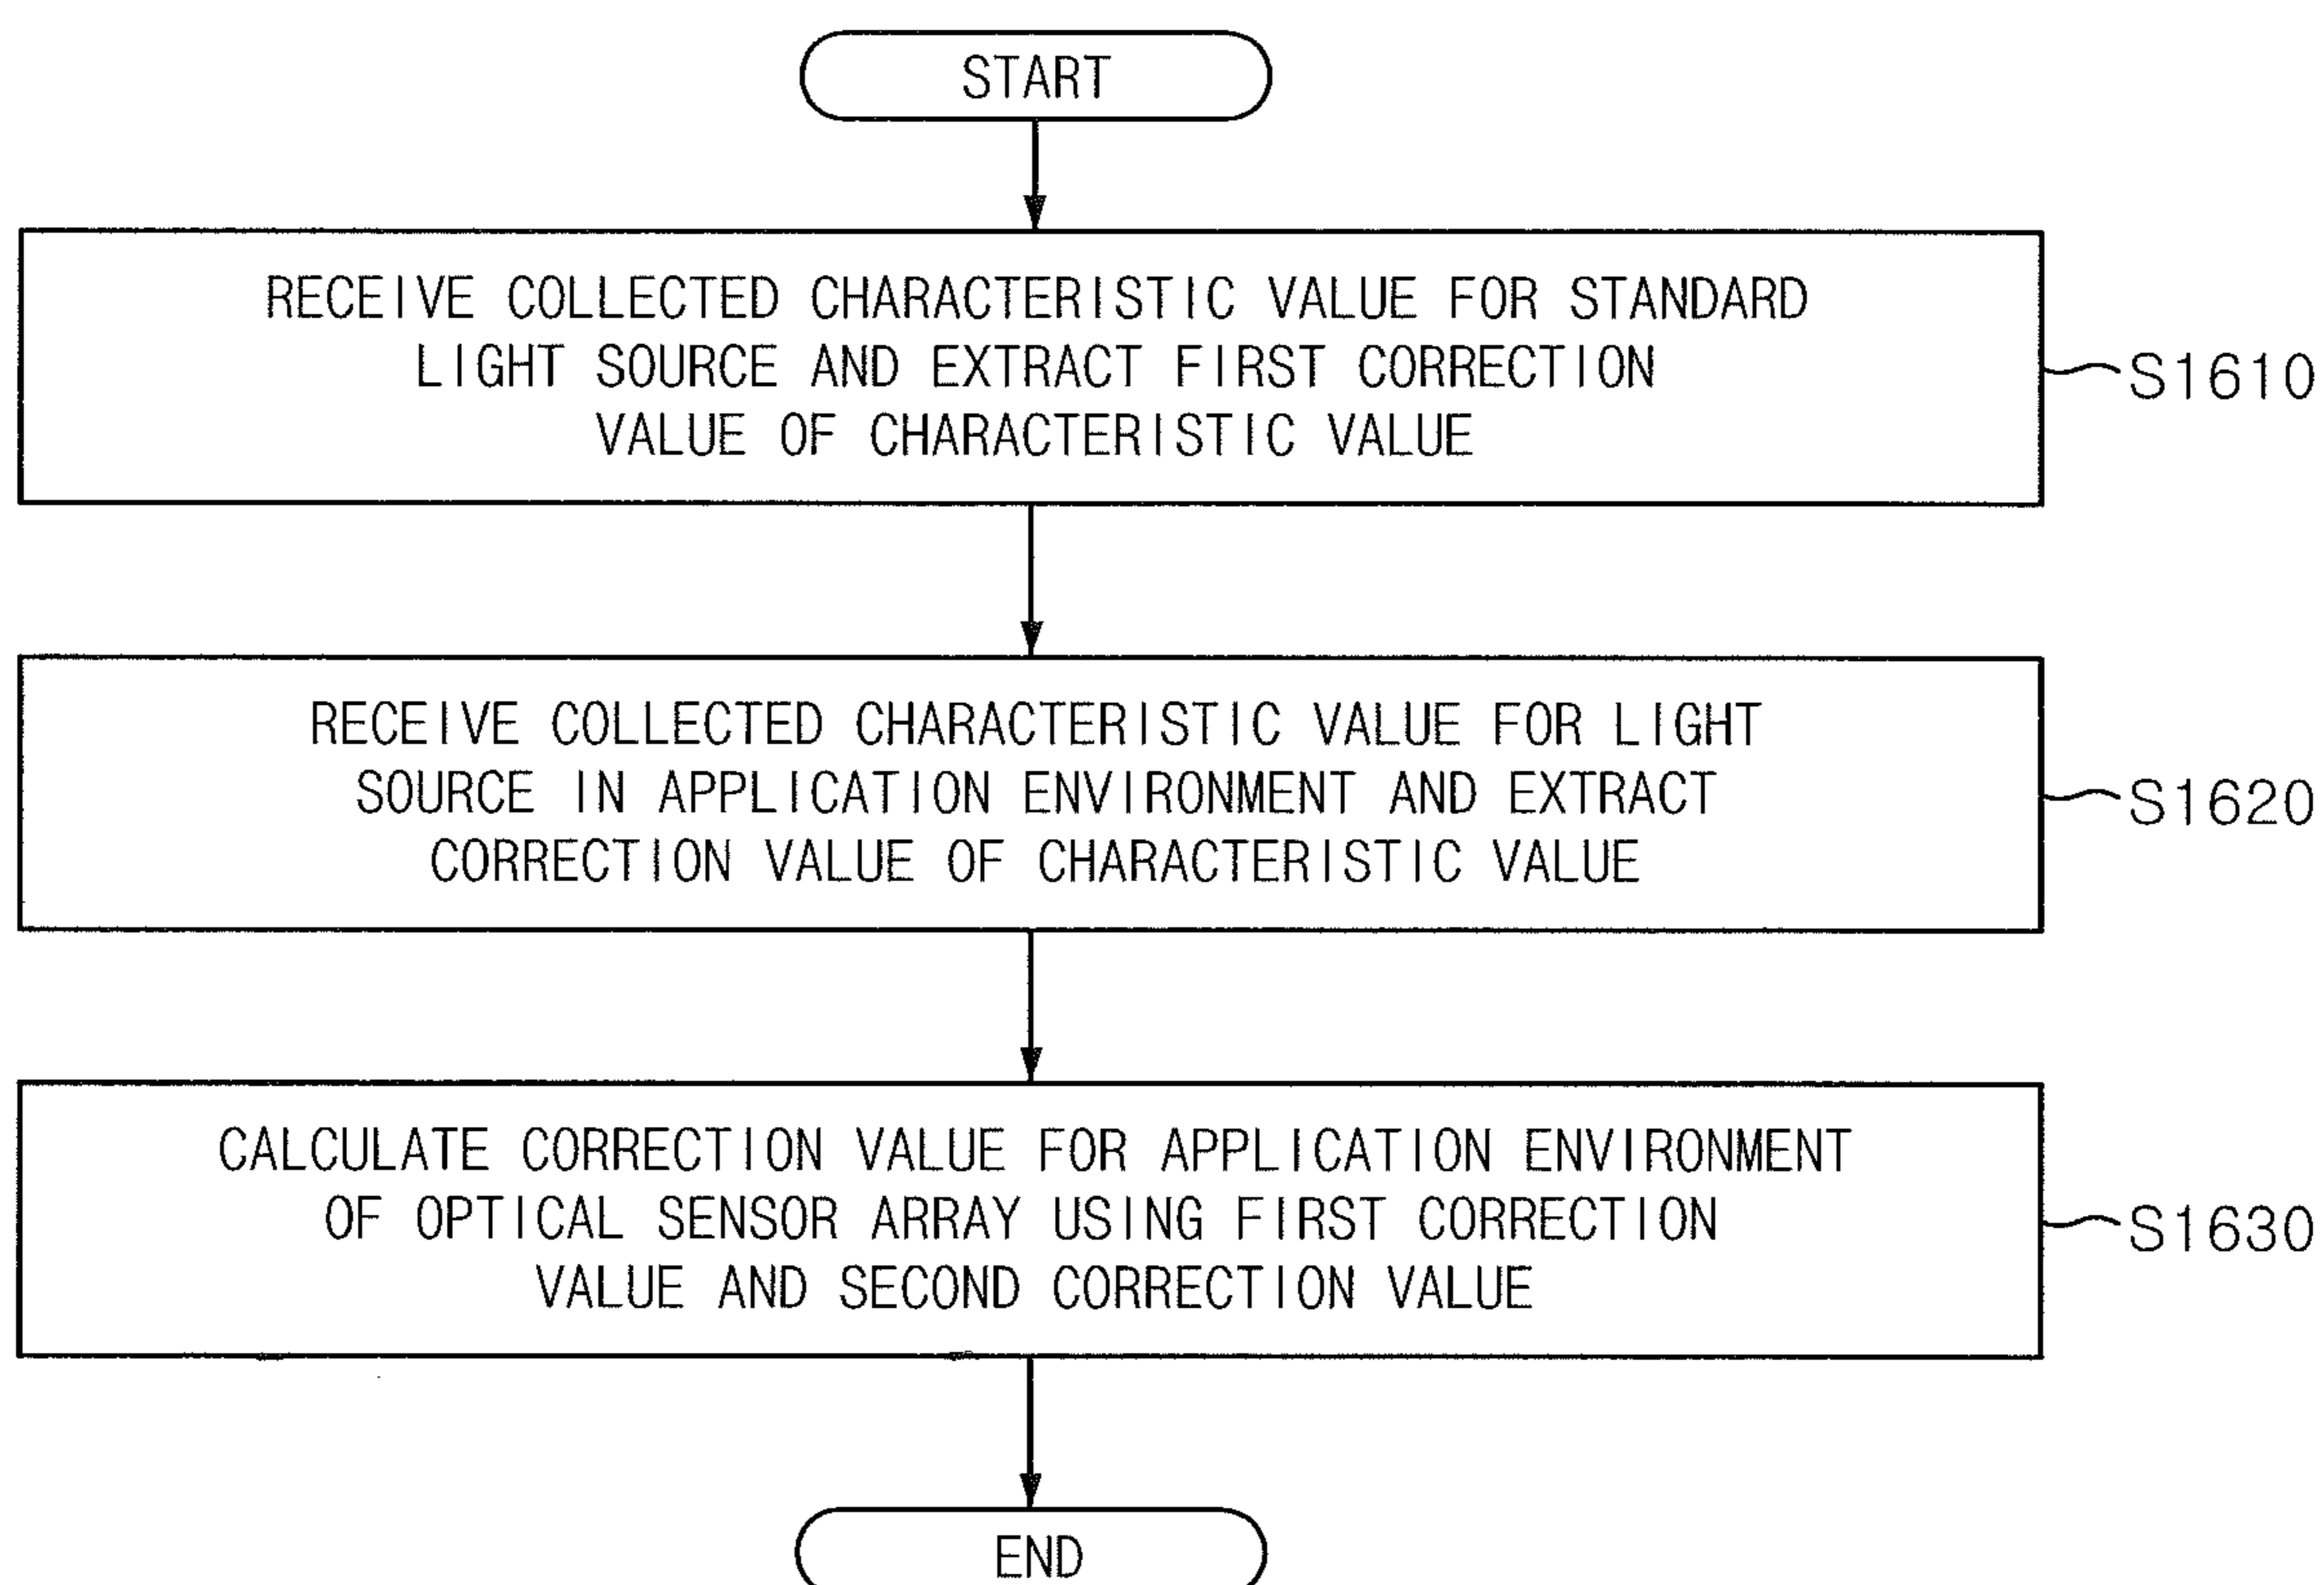 START
RECEIVE COLLECTED CHARACTERISTIC VALUE FOR STANDARD
LIGHT SOURCE AND EXTRACT FIRST CORRECTION
VALUE OF CHARACTERISTIC VALUE
S1610
RECEIVE COLLECTED CHARACTERISTIC VALUE FOR LIGHT
SOURCE IN APPLICATION ENVIRONMENT AND EXTRACT
CORRECTION VALUE OF CHARACTERISTIC VALUE
S1620
CALCULATE CORRECTION VALUE FOR APPLICATION ENVIRONMENT
OF OPTICAL SENSOR ARRAY USING FIRST CORRECTION
VALUE AND SECOND CORRECTION VALUE
S1630
END